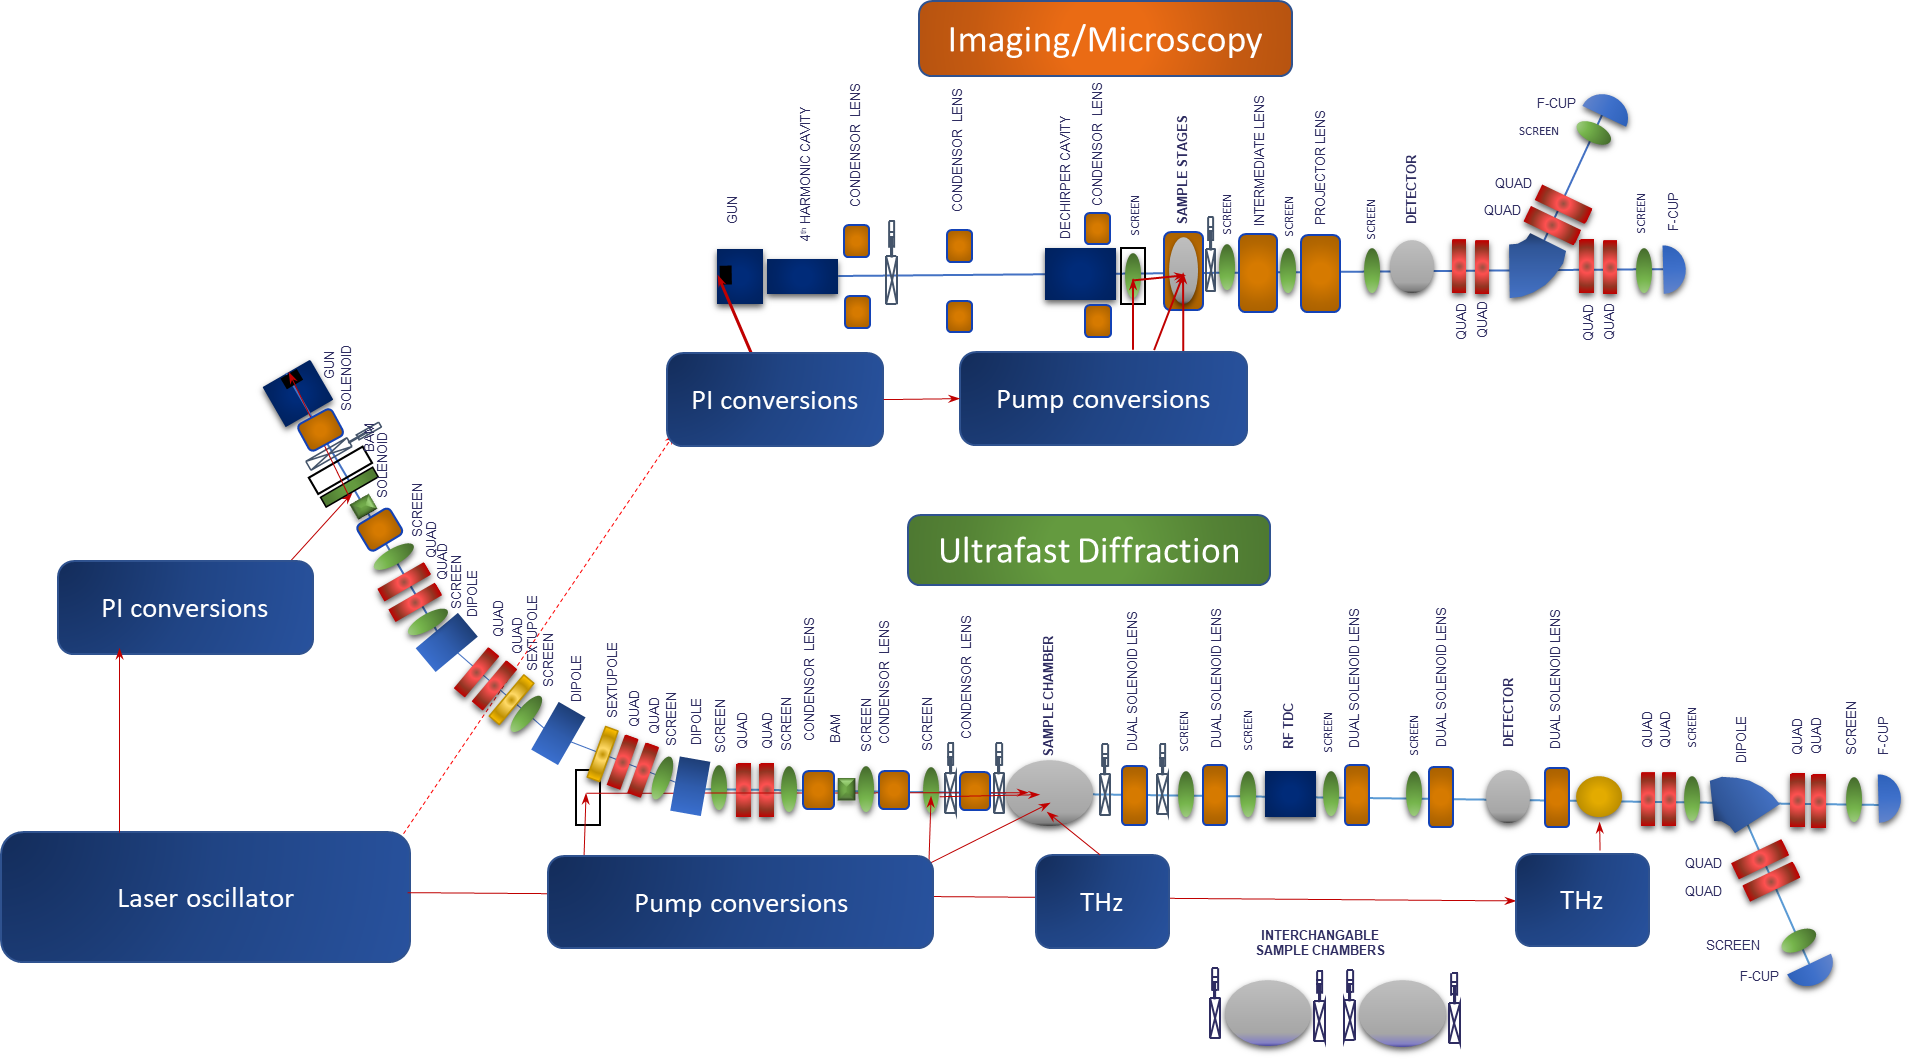 Imaging/Microscopy
GUN
4th HARMONIC CAVITY
CONDENSOR LENS
CONDENSOR LENS
DECHIRPER CAVITY
CONDENSOR LENS
SCREEN
SAMPLE STAGES
SCREEN
INTERMEDIATE LENS
SCREEN
PROJECTOR LENS
SCREEN
DETECTOR
QUAD
QUAD
F-CUP
SCREEN
QUAD
QUAD
QUAD
QUAD
SCREEN
F-CUP
PI conversions
Pump conversions
GUN
SOLENOID
BAM
SOLENOID
SCREEN
QUAD
QUAD
SCREEN
DIPOLE
QUAD
QUAD
SEXTUPOLE
SCREEN
DIPOLE
PI conversions
Ultrafast Diffraction
SEXTUPOLE
QUAD
QUAD
SCREEN
DIPOLE
SCREEN
QUAD
QUAD
SCREEN
CONDENSOR LENS
BAM
SCREEN
CONDENSOR LENS
SCREEN
CONDENSOR LENS
SAMPLE CHAMBER
DUAL SOLENOID LENS
SCREEN
DUAL SOLENOID LENS
SCREEN
RF TDC
SCREEN
DUAL SOLENOID LENS
SCREEN
DUAL SOLENOID LENS
DETECTOR
DUAL SOLENOID LENS
QUAD
QUAD
SCREEN
DIPOLE
QUAD
QUAD
SCREEN
F-CUP
QUAD
QUAD
SCREEN
F-CUP
Laser oscillator
Pump conversions
THz
THz
INTERCHANGABLE
SAMPLE CHAMBERS